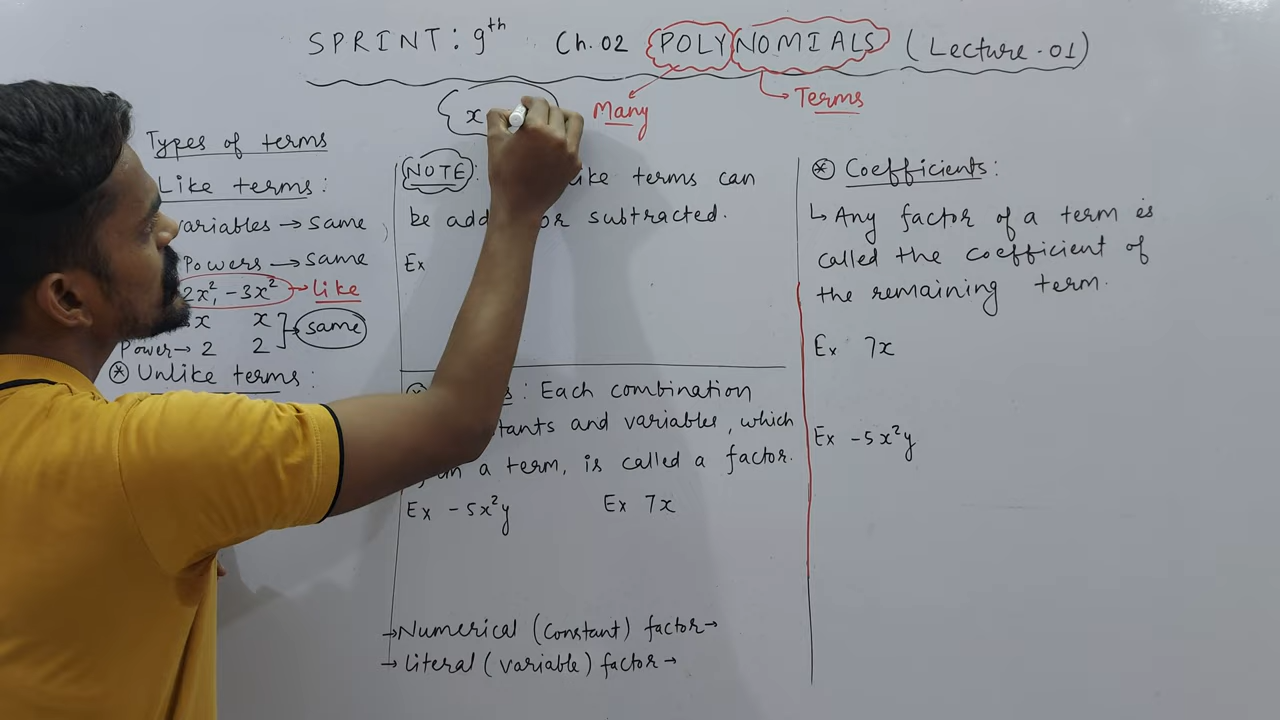 SPRINT: 9th Ch. 02 POLYNOMIALS (Lecture-01)
Many
Terms
x
Types of terms
Like terms:
variables → same
Powers → same
2x², -3x² → like
x x
Power → 2 2 → same
⊛ Unlike terms:
NOTE: like terms can
be add or subtracted.
Ex
: Each combination
and variables, which
a term, is called a factor.
Ex -5x²y Ex 7x
→ Numerical (Constant) factor →
→ Literal (variable) factor →
⊛ Coefficients:
↳ Any factor of a term is
called the coefficient of
the remaining term.
Ex 7x
Ex -5x²y